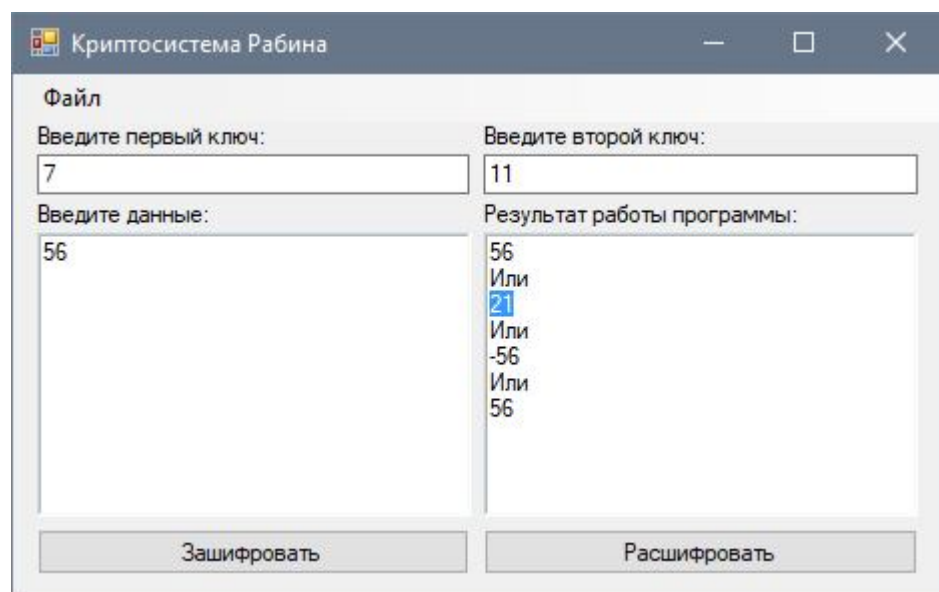 Криптосистема Рабина
Файл
Введите первый ключ:
Введите второй ключ:
7
11
Введите данные:
Результат работы программы:
56
56
Или
21
Или
-56
Или
56
Зашифровать
Расшифровать